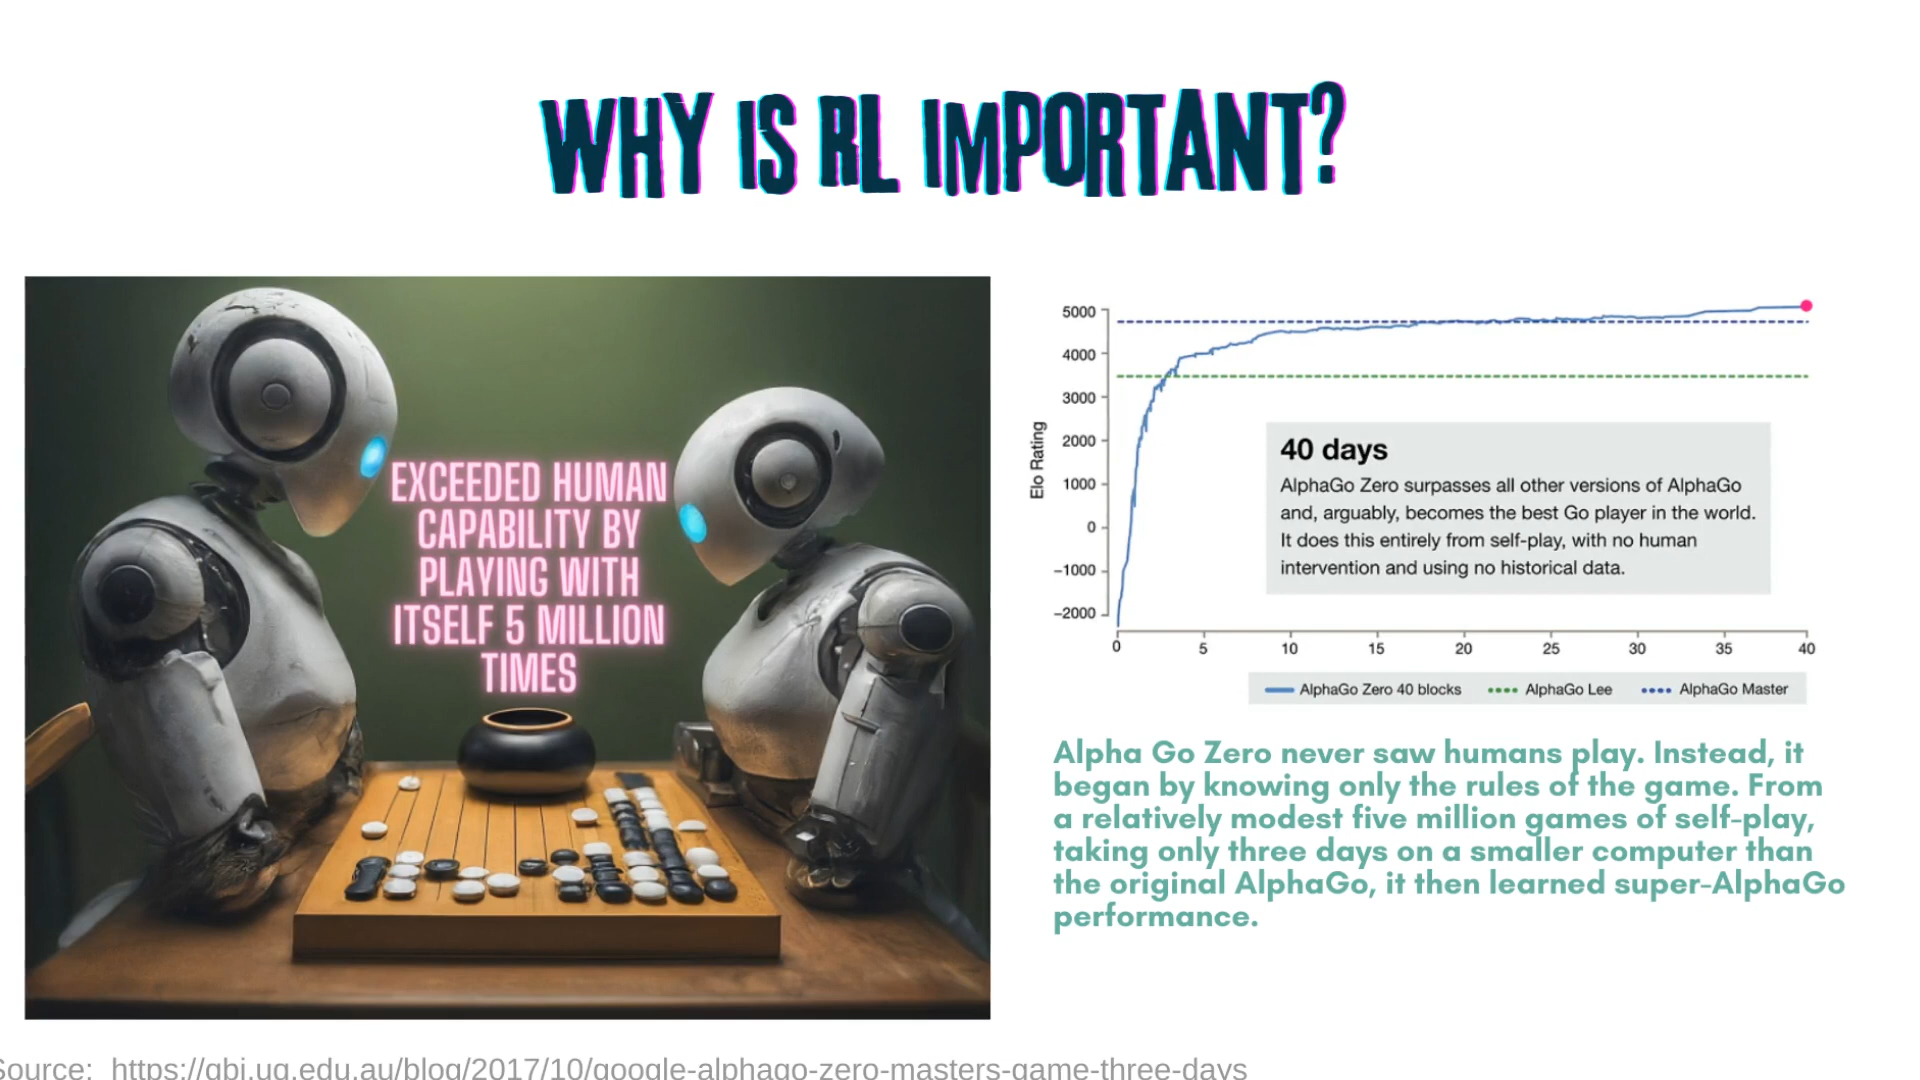 WHY IS RL IMPORTANT?
EXCEEDED HUMAN
CAPABILITY BY
PLAYING WITH
ITSELF 5 MILLION
TIMES
5000
4000
3000
2000
1000
0
−1000
−2000
Elo Rating
40 days
AlphaGo Zero surpasses all other versions of AlphaGo
and, arguably, becomes the best Go player in the world.
It does this entirely from self-play, with no human
intervention and using no historical data.
0 5 10 15 20 25 30 35 40
AlphaGo Zero 40 blocks AlphaGo Lee AlphaGo Master
Alpha Go Zero never saw humans play. Instead, it
began by knowing only the rules of the game. From
a relatively modest five million games of self-play,
taking only three days on a smaller computer than
the original AlphaGo, it then learned super-AlphaGo
performance.
Source: https://qbi.uq.edu.au/blog/2017/10/google-alphago-zero-masters-game-three-days